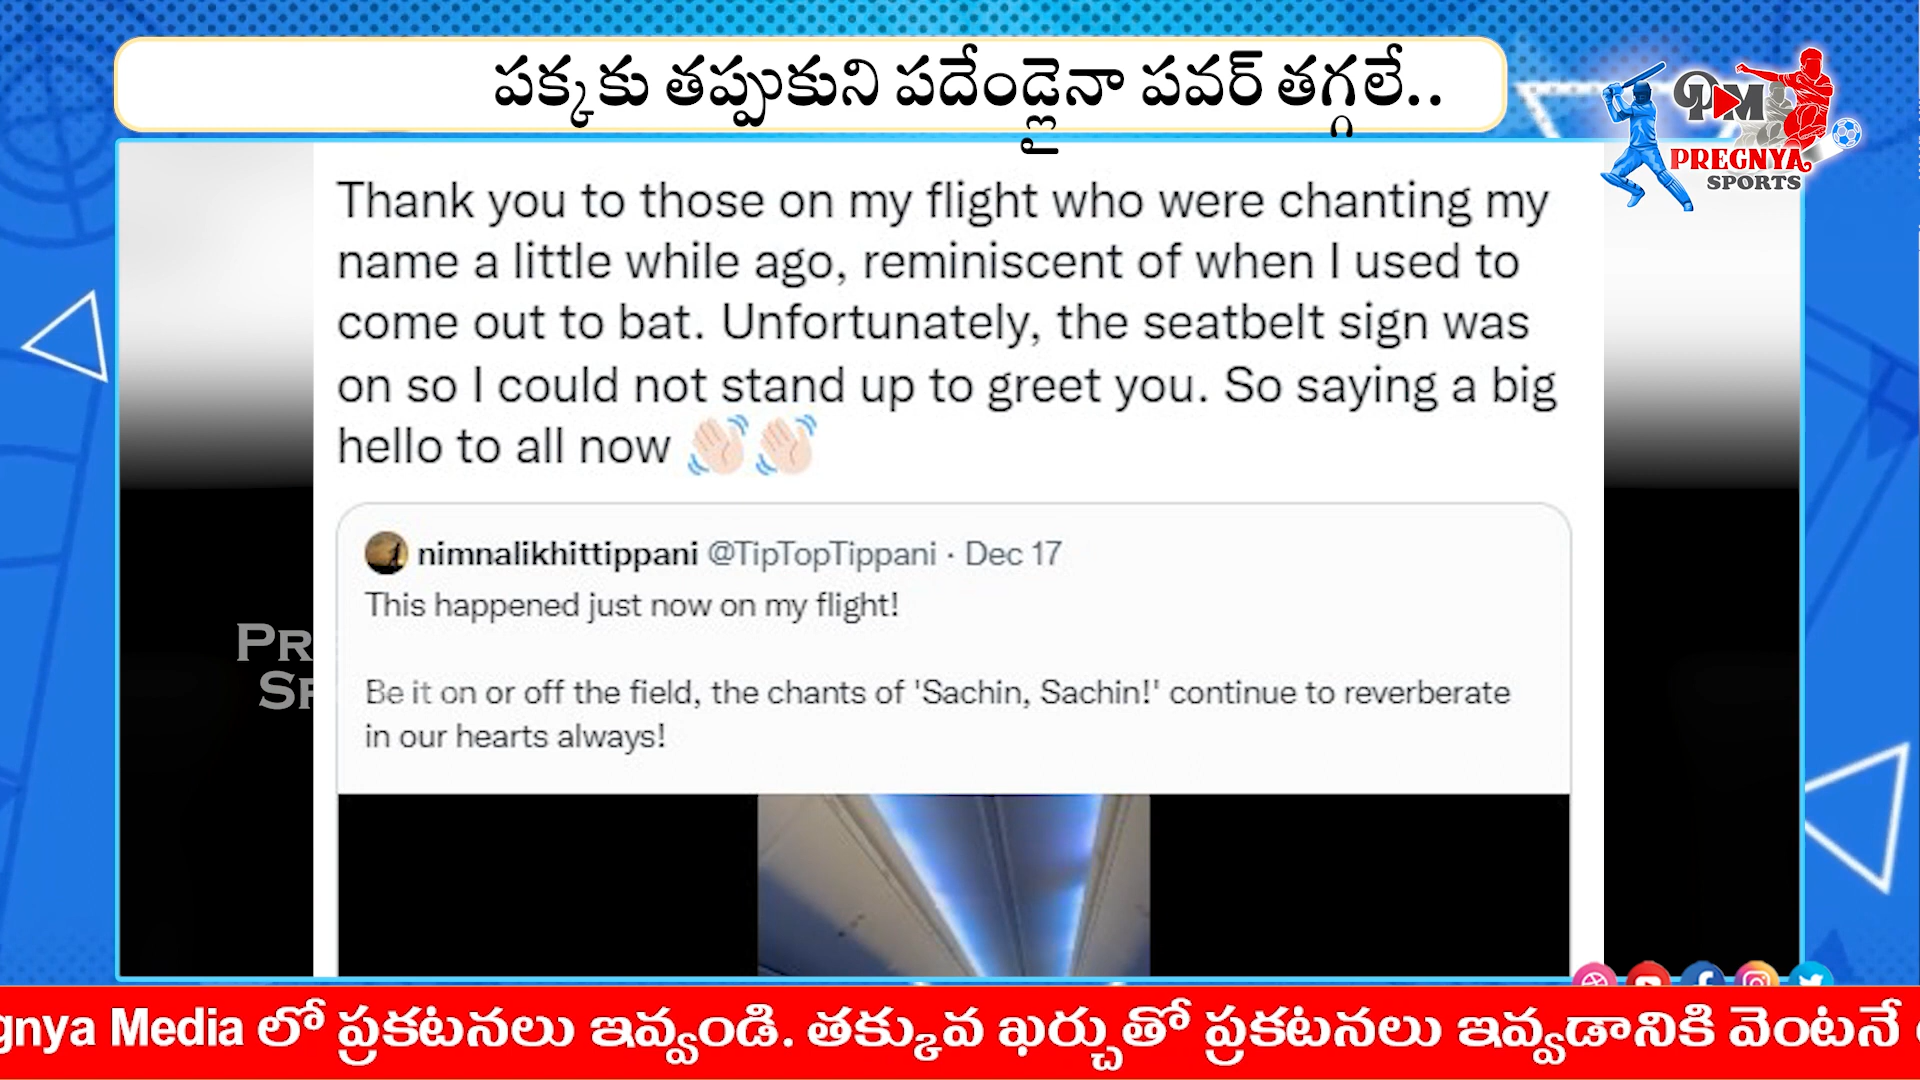 పక్కకు తప్పుకుని పదేండ్లైనా పవర్ తగ్గలే..
PM
PREGNYA
SPORTS
Thank you to those on my flight who were chanting my
name a little while ago, reminiscent of when I used to
come out to bat. Unfortunately, the seatbelt sign was
on so I could not stand up to greet you. So saying a big
hello to all now 👋🏻👋🏻
nimnalikhittippani @TipTopTippani · Dec 17
This happened just now on my flight!
Be it on or off the field, the chants of 'Sachin, Sachin!' continue to reverberate
in our hearts always!
gnya Media లో ప్రకటనలు ఇవ్వండి. తక్కువ ఖర్చుతో ప్రకటనలు ఇవ్వడానికి వెంటనే